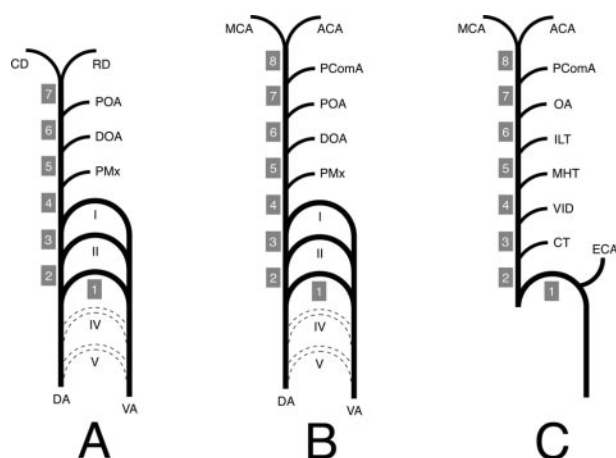 CD RD
7
POA
6
DOA
5
PMx
4
I
3
II
2
1
IV
V
DA VA
A
MCA ACA
8
PComA
7
POA
6
DOA
5
PMx
4
I
3
II
2
1
IV
V
DA VA
B
MCA ACA
8
PComA
7
OA
6
ILT
5
MHT
4
VID
3
CT
ECA
2
1
C